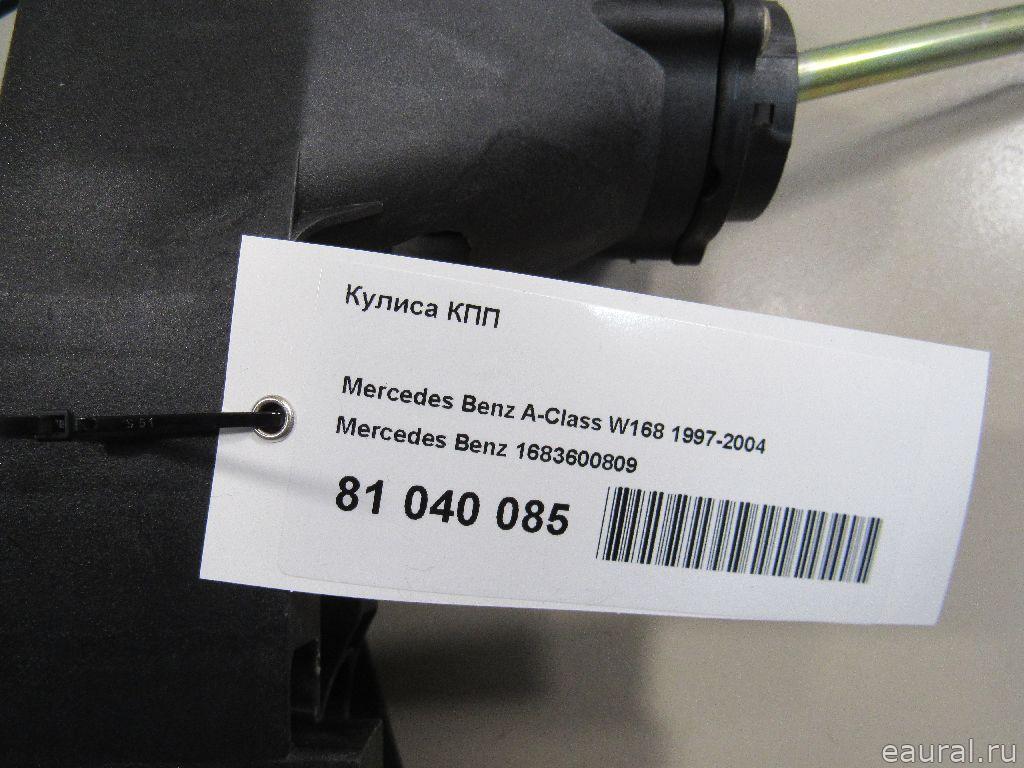 Кулиса КПП
Mercedes Benz A-Class W168 1997-2004
Mercedes Benz 1683600809
81 040 085
eaural.ru